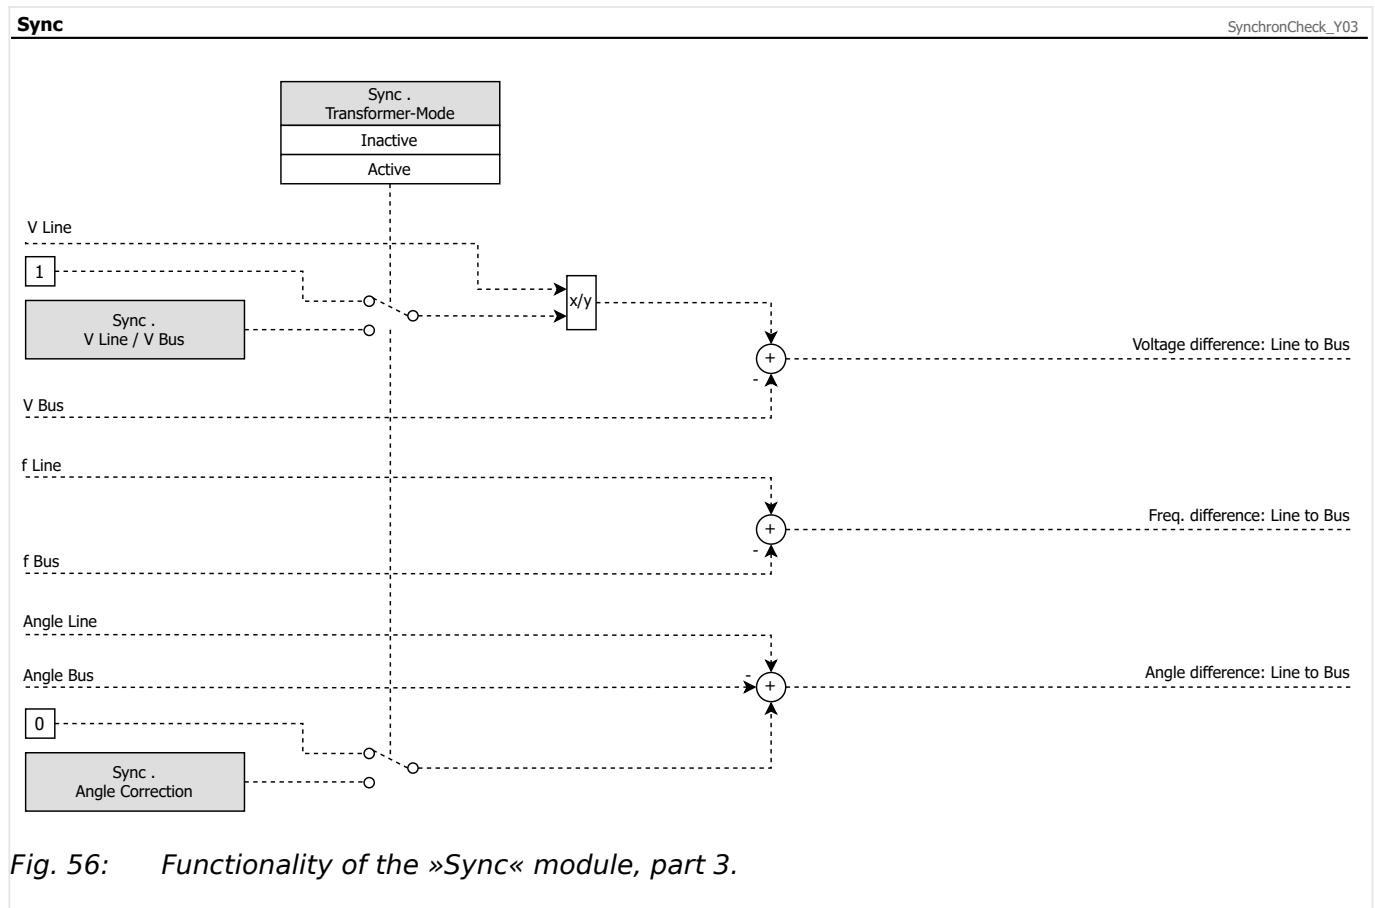 Sync
SynchronCheck_Y03
Sync .
Transformer-Mode
Inactive
Active
V Line
1
Sync .
V Line / V Bus
x/y
+
-
Voltage difference: Line to Bus
V Bus
f Line
+
-
Freq. difference: Line to Bus
f Bus
Angle Line
Angle Bus
-
+
Angle difference: Line to Bus
0
Sync .
Angle Correction
Fig. 56: Functionality of the »Sync« module, part 3.